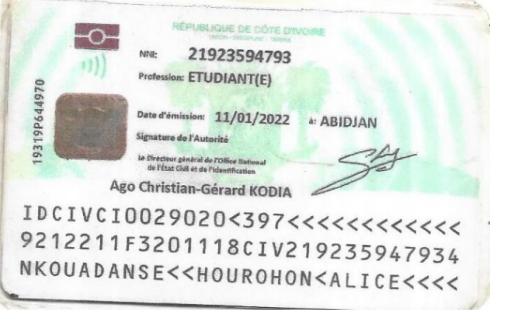 RÉPUBLIQUE DE CÔTE D'IVOIRE
NNI: 21923594793
Profession: ETUDIANT(E)
Date d'émission: 11/01/2022 à: ABIDJAN
Signature de l'Autorité
le Directeur général de l'Office National
de l'État Civil et de l'Identification
Ago Christian-Gérard KODIA
19319P644970
IDCIVCI0029020<397<<<<<<<<<<<<
9212211F3201118CIV219235947934
NKOUADANSE<<HOUROHON<ALICE<<<<